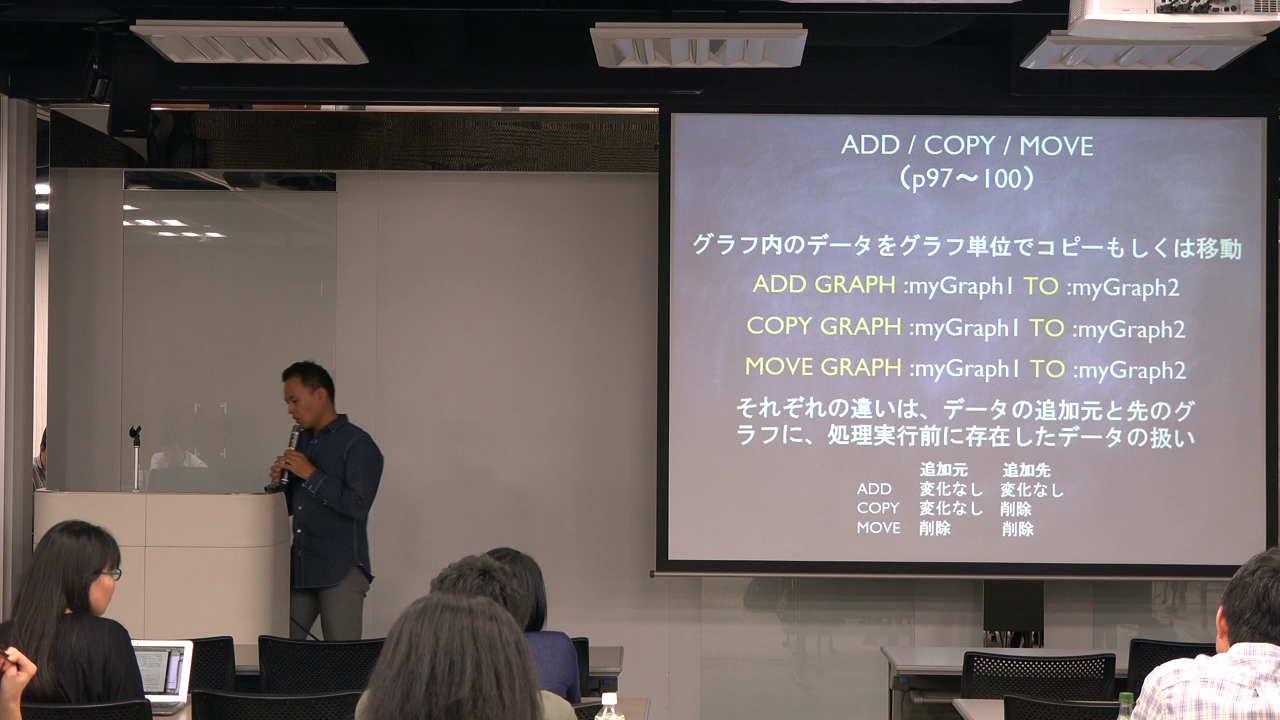 ADD / COPY / MOVE
（p97〜100）
グラフ内のデータをグラフ単位でコピーもしくは移動
ADD GRAPH :myGraph1 TO :myGraph2
COPY GRAPH :myGraph1 TO :myGraph2
MOVE GRAPH :myGraph1 TO :myGraph2
それぞれの違いは、データの追加元と先のグ
ラフに、処理実行前に存在したデータの扱い
追加元 追加先
ADD 変化なし 変化なし
COPY 変化なし 削除
MOVE 削除 削除